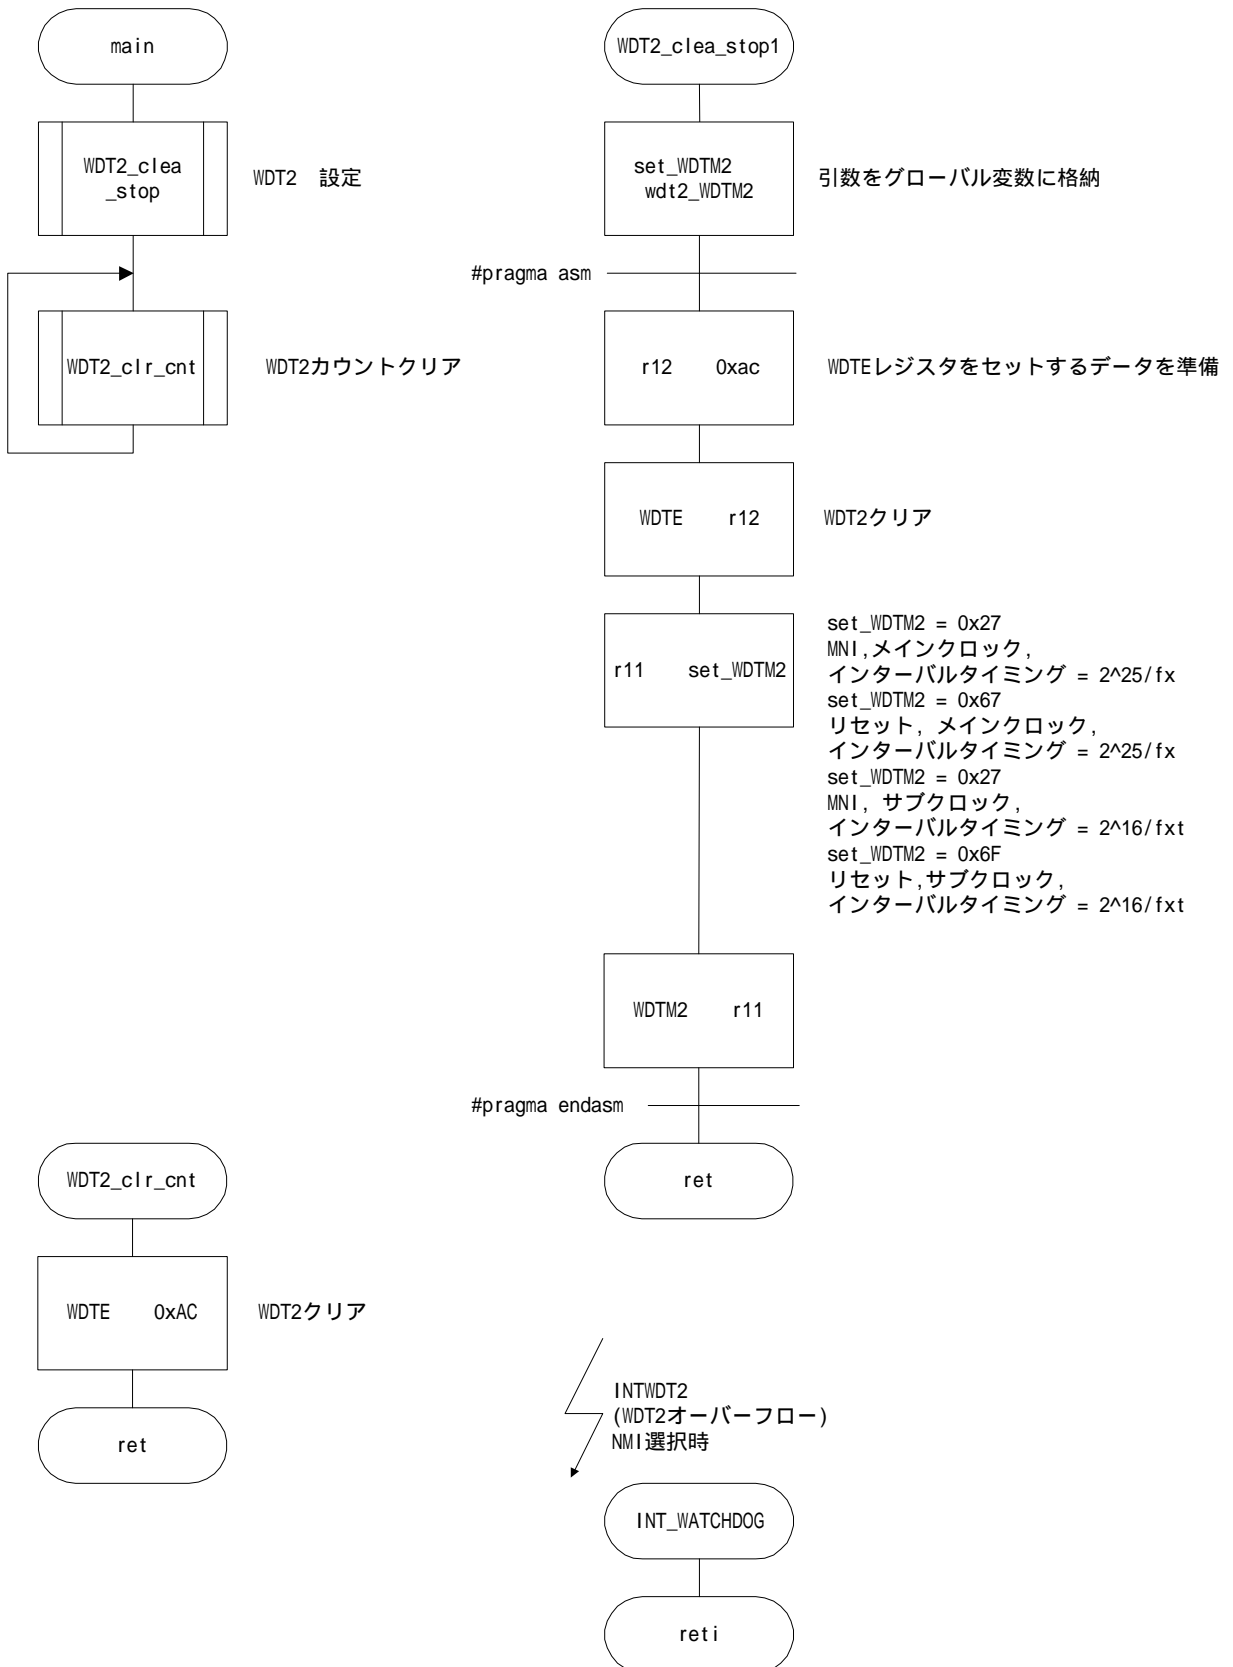 main
WDT2_clea
_stop
WDT2 設定
WDT2_clr_cnt
WDT2カウントクリア
WDT2_clea_stop1
set_WDTM2
wdt2_WDTM2
引数をグローバル変数に格納
#pragma asm
r12 0xac
WDTEレジスタをセットするデータを準備
WDTE r12
WDT2クリア
r11 set_WDTM2
set_WDTM2 = 0x27
MNI,メインクロック,
インターバルタイミング = 2^25/fx
set_WDTM2 = 0x67
リセット, メインクロック,
インターバルタイミング = 2^25/fx
set_WDTM2 = 0x27
MNI, サブクロック,
インターバルタイミング = 2^16/fxt
set_WDTM2 = 0x6F
リセット,サブクロック,
インターバルタイミング = 2^16/fxt
WDTM2 r11
#pragma endasm
ret
WDT2_clr_cnt
WDTE 0xAC
WDT2クリア
ret
INTWDT2
(WDT2オーバーフロー)
NMI選択時
INT_WATCHDOG
reti